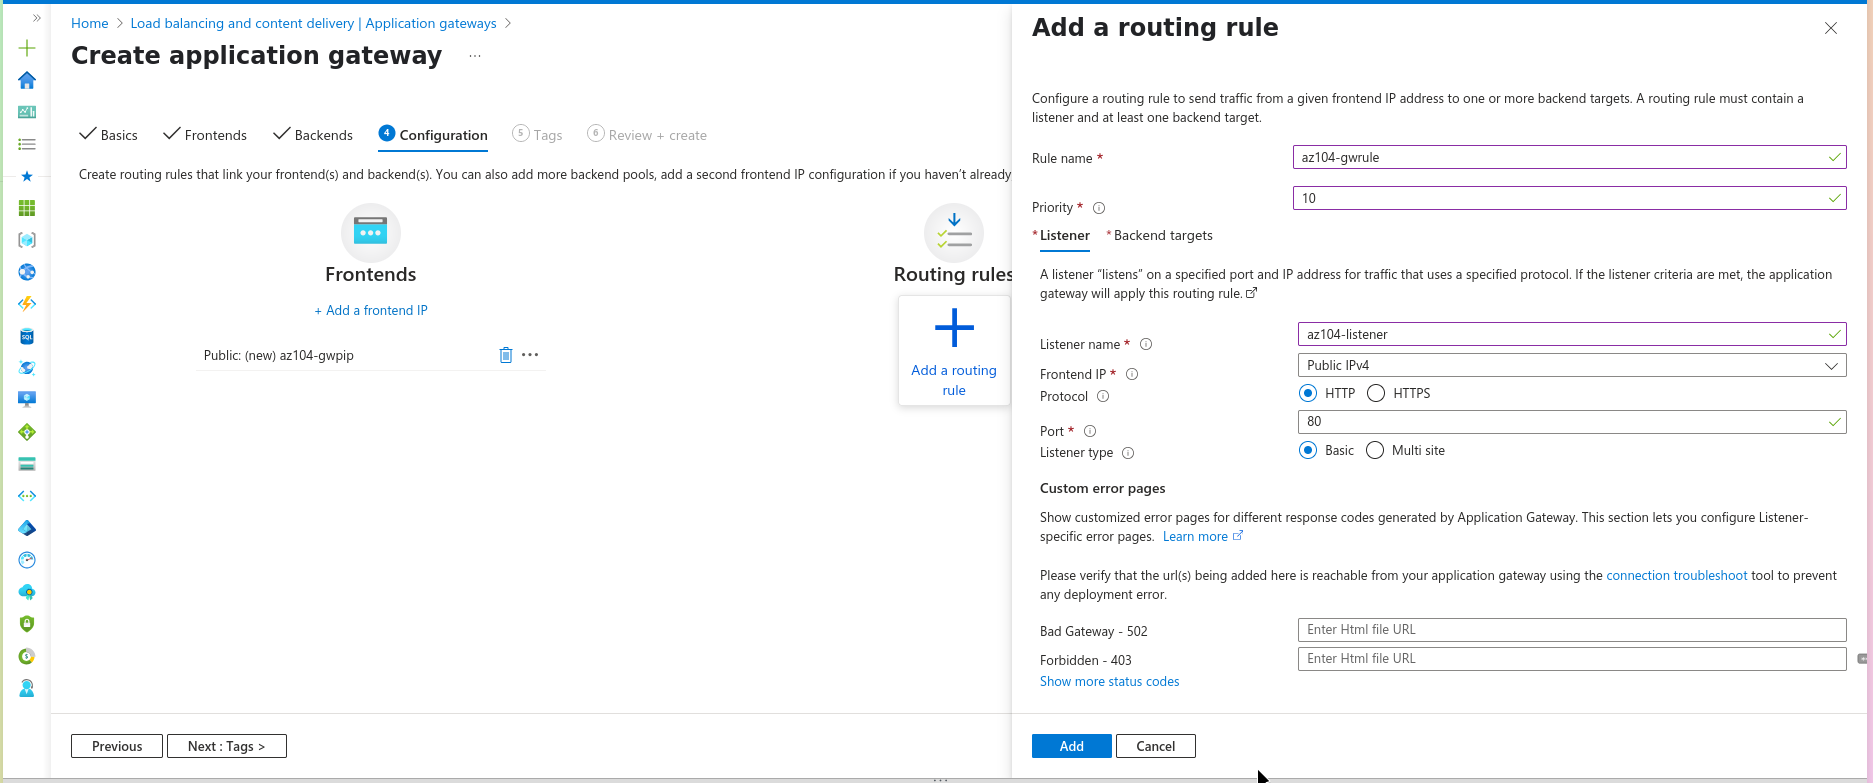 Home > Load balancing and content delivery | Application gateways >
Create application gateway ...
Basics Frontends Backends 4 Configuration 5 Tags 6 Review + create
Create routing rules that link your frontend(s) and backend(s). You can also add more backend pools, add a second frontend IP configuration if you haven't already
Frontends
+ Add a frontend IP
Public: (new) az104-gwpip
Routing rules
Add a routing
rule
Previous
Next : Tags >
Add a routing rule
Configure a routing rule to send traffic from a given frontend IP address to one or more backend targets. A routing rule must contain a
listener and at least one backend target.
Rule name * az104-gwrule
Priority * 10
* Listener * Backend targets
A listener “listens” on a specified port and IP address for traffic that uses a specified protocol. If the listener criteria are met, the application
gateway will apply this routing rule.
Listener name * az104-listener
Frontend IP * Public IPv4
Protocol HTTP HTTPS
Port * 80
Listener type Basic Multi site
Custom error pages
Show customized error pages for different response codes generated by Application Gateway. This section lets you configure Listener-
specific error pages. Learn more
Please verify that the url(s) being added here is reachable from your application gateway using the connection troubleshoot tool to prevent
any deployment error.
Bad Gateway - 502 Enter Html file URL
Forbidden - 403 Enter Html file URL
Show more status codes
Add Cancel